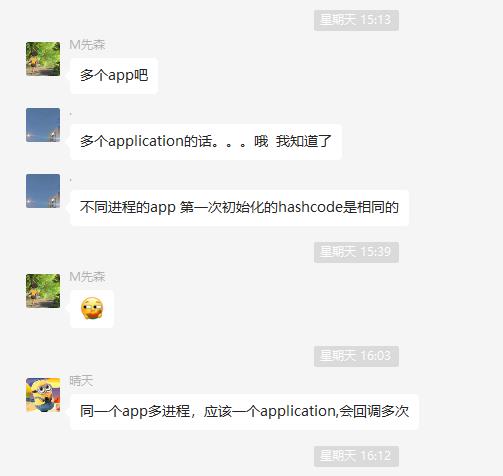 星期天 15:13
M先森
多个app吧
.
多个application的话。。。哦 我知道了
.
不同进程的app 第一次初始化的hashcode是相同的
星期天 15:39
M先森
星期天 16:03
晴天
同一个app多进程，应该一个application,会回调多次
星期天 16:12